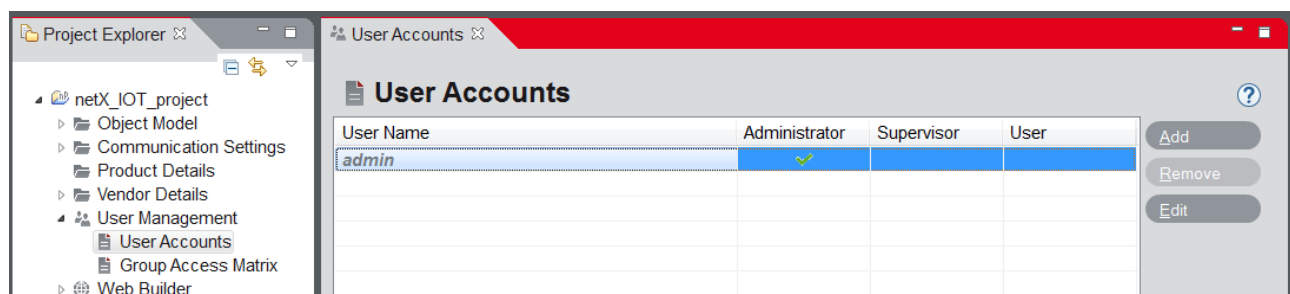 Project Explorer
netX_IOT_project
Object Model
Communication Settings
Product Details
Vendor Details
User Management
User Accounts
Group Access Matrix
Web Builder
User Accounts
User Accounts
User Name Administrator Supervisor User
admin
Add
Remove
Edit